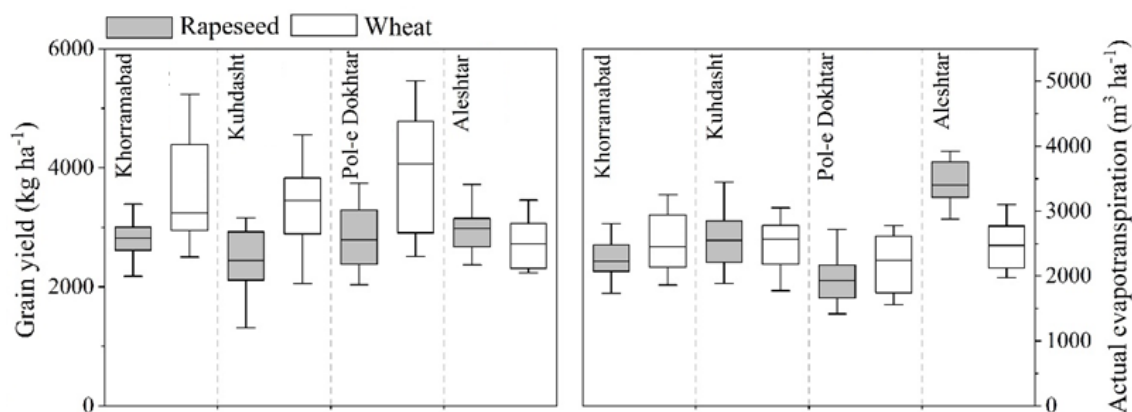 Rapeseed Wheat
Grain yield (kg ha⁻¹)
6000
4000
2000
0
Khorramabad
Kuhdasht
Pol-e Dokhtar
Aleshtar
Khorramabad
Kuhdasht
Pol-e Dokhtar
Aleshtar
5000
4000
3000
2000
1000
0
Actual evapotranspiration (m³ ha⁻¹)